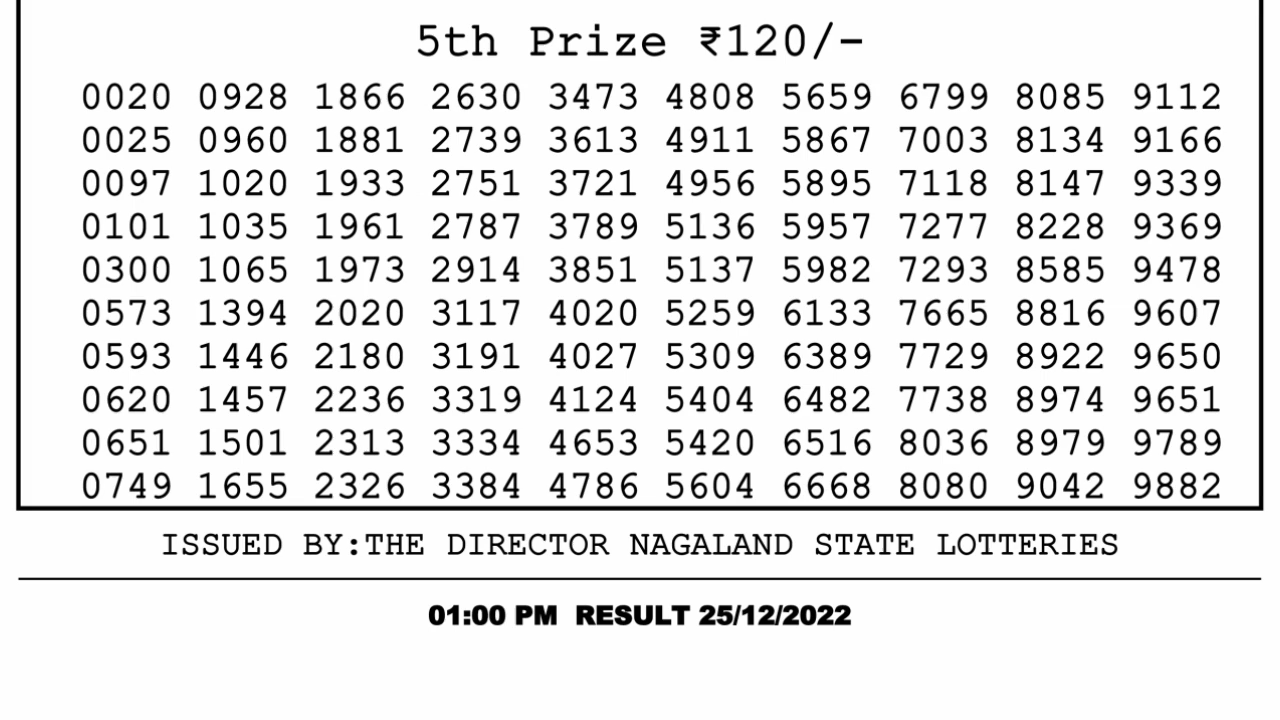 5th Prize ₹120/-
0020 0928 1866 2630 3473 4808 5659 6799 8085 9112
0025 0960 1881 2739 3613 4911 5867 7003 8134 9166
0097 1020 1933 2751 3721 4956 5895 7118 8147 9339
0101 1035 1961 2787 3789 5136 5957 7277 8228 9369
0300 1065 1973 2914 3851 5137 5982 7293 8585 9478
0573 1394 2020 3117 4020 5259 6133 7665 8816 9607
0593 1446 2180 3191 4027 5309 6389 7729 8922 9650
0620 1457 2236 3319 4124 5404 6482 7738 8974 9651
0651 1501 2313 3334 4653 5420 6516 8036 8979 9789
0749 1655 2326 3384 4786 5604 6668 8080 9042 9882
ISSUED BY:THE DIRECTOR NAGALAND STATE LOTTERIES
01:00 PM RESULT 25/12/2022